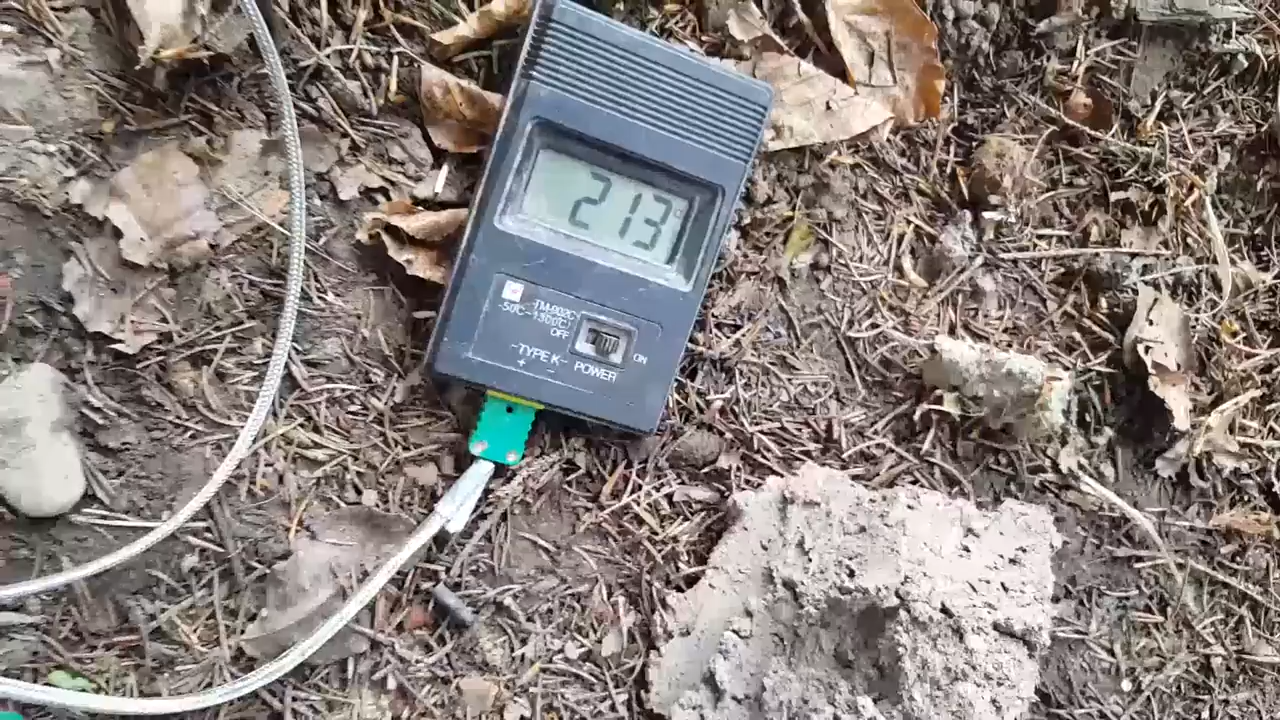 213°
TM-902C
-50C~1300C
OFF
ON
-TYPE K-
+ - POWER